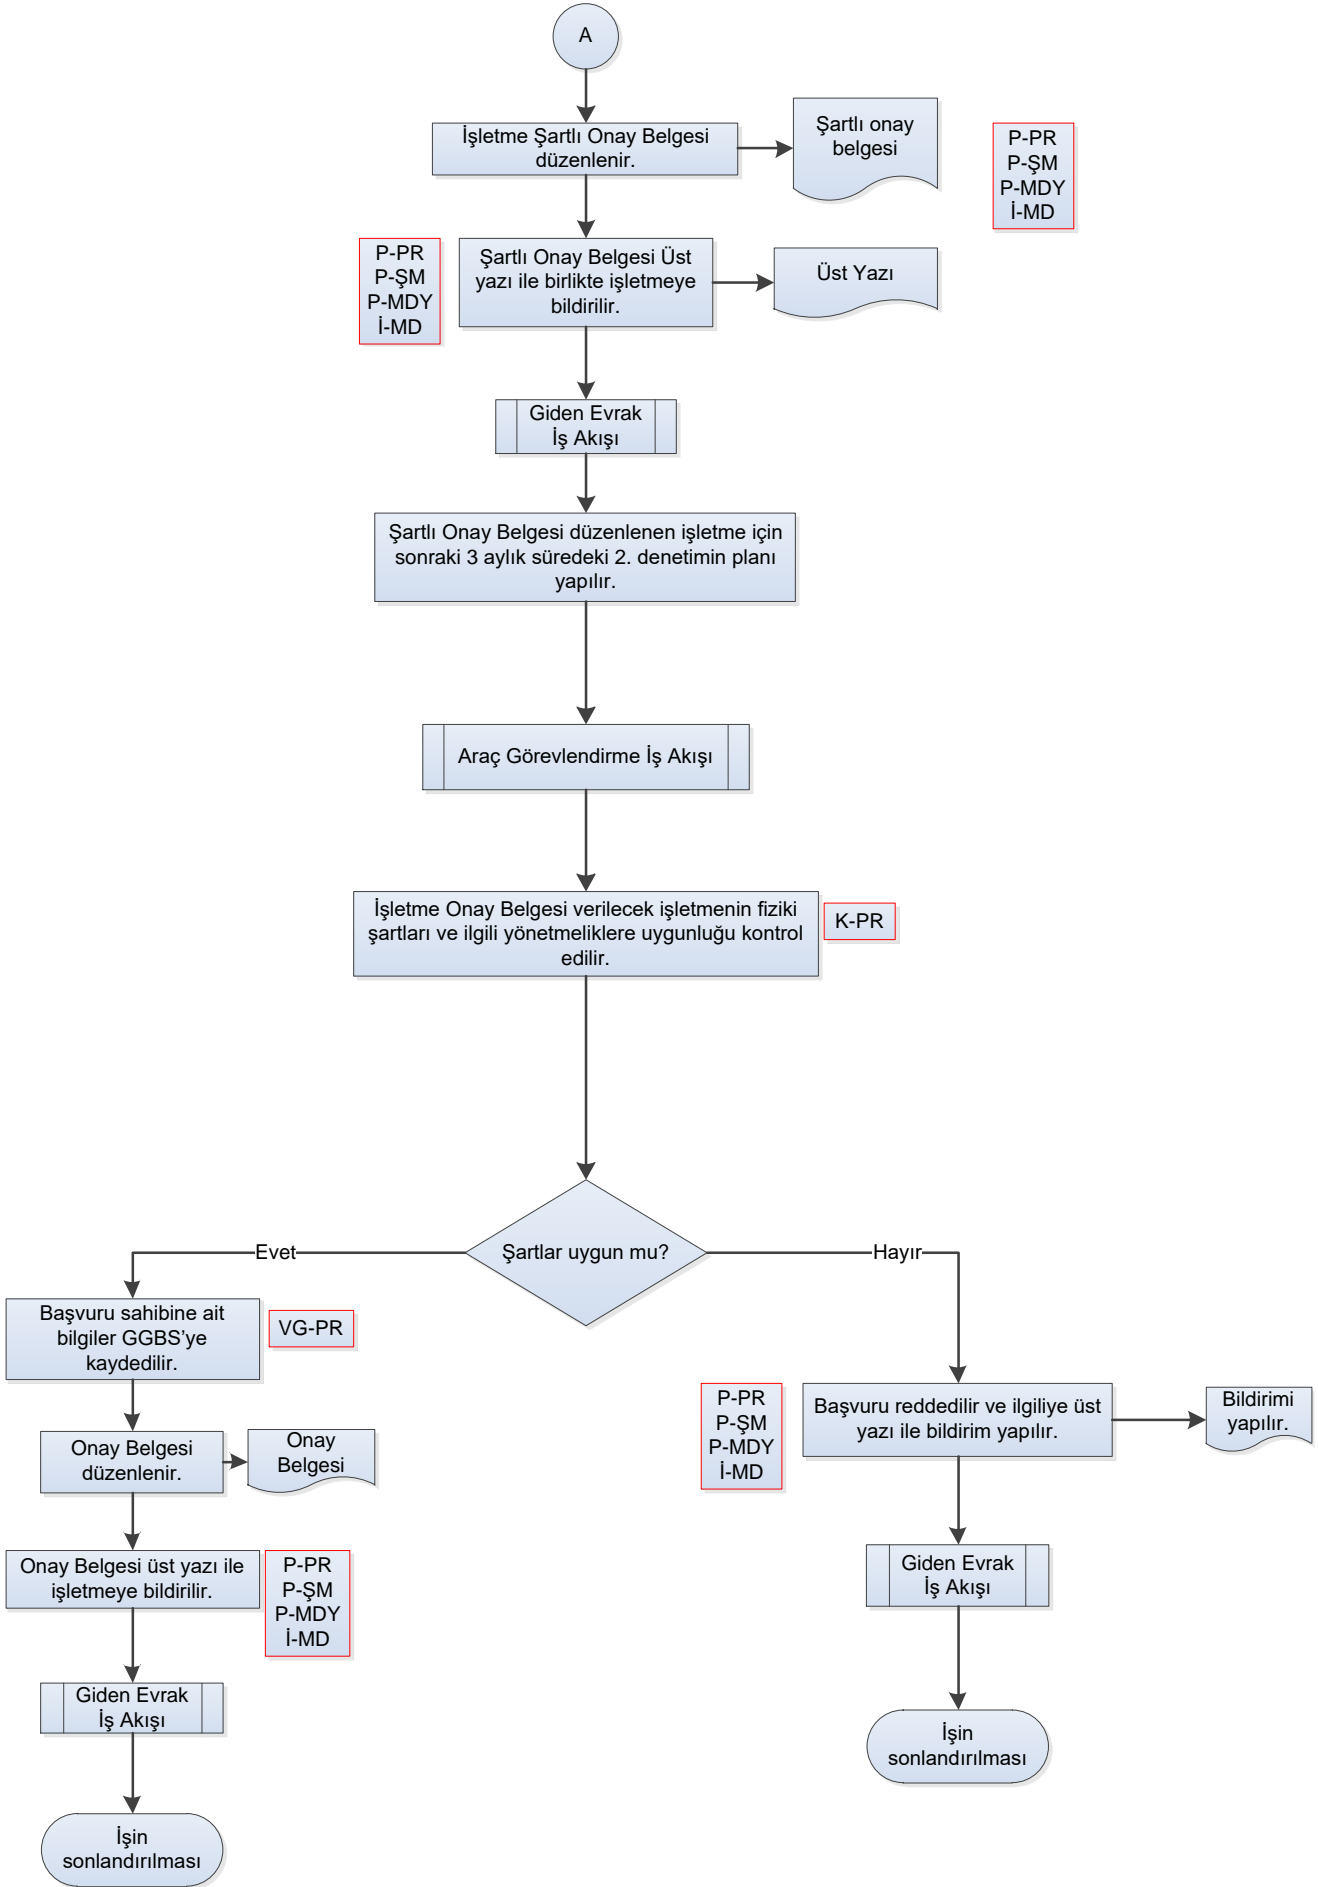 A
İşletme Şartlı Onay Belgesi
düzenlenir.
Şartlı onay
belgesi
P-PR
P-ŞM
P-MDY
İ-MD
P-PR
P-ŞM
P-MDY
İ-MD
Şartlı Onay Belgesi Üst
yazı ile birlikte işletmeye
bildirilir.
Üst Yazı
Giden Evrak
İş Akışı
Şartlı Onay Belgesi düzenlenen işletme için
sonraki 3 aylık süredeki 2. denetimin planı
yapılır.
Araç Görevlendirme İş Akışı
İşletme Onay Belgesi verilecek işletmenin fiziki
şartları ve ilgili yönetmeliklere uygunluğu kontrol
edilir.
K-PR
Şartlar uygun mu?
Evet
Hayır
Başvuru sahibine ait
bilgiler GGBS’ye
kaydedilir.
VG-PR
Onay Belgesi
düzenlenir.
Onay
Belgesi
Onay Belgesi üst yazı ile
işletmeye bildirilir.
P-PR
P-ŞM
P-MDY
İ-MD
Giden Evrak
İş Akışı
İşin
sonlandırılması
P-PR
P-ŞM
P-MDY
İ-MD
Başvuru reddedilir ve ilgiliye üst
yazı ile bildirim yapılır.
Bildirimi
yapılır.
Giden Evrak
İş Akışı
İşin
sonlandırılması